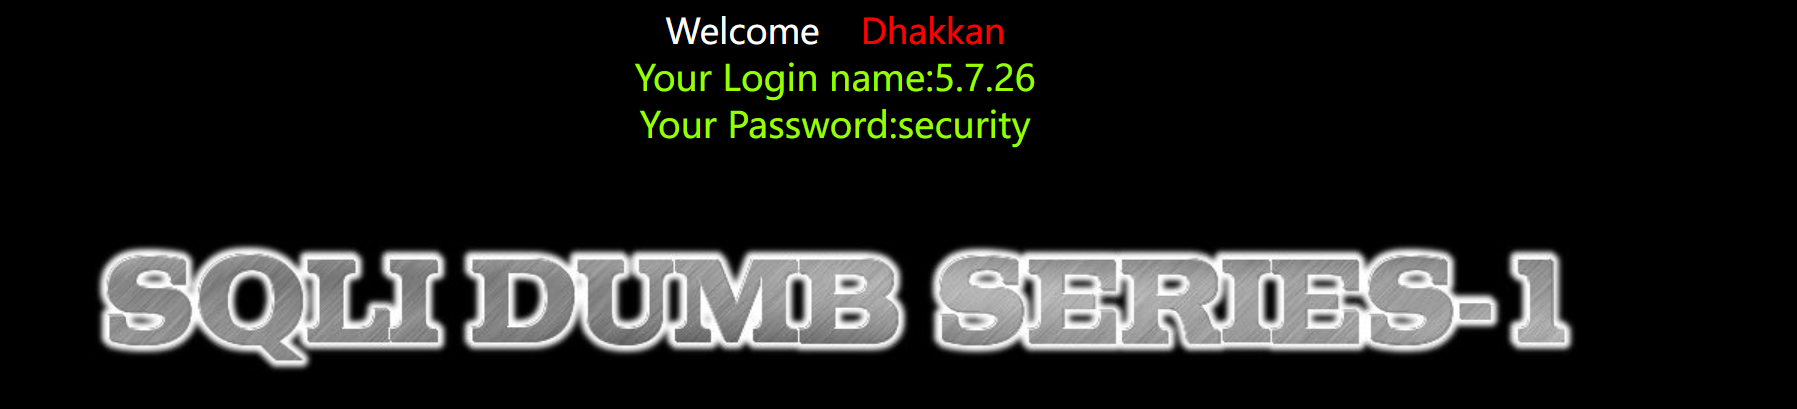 Welcome Dhakkan
Your Login name:5.7.26
Your Password:security
SQLI DUMB SERIES-1